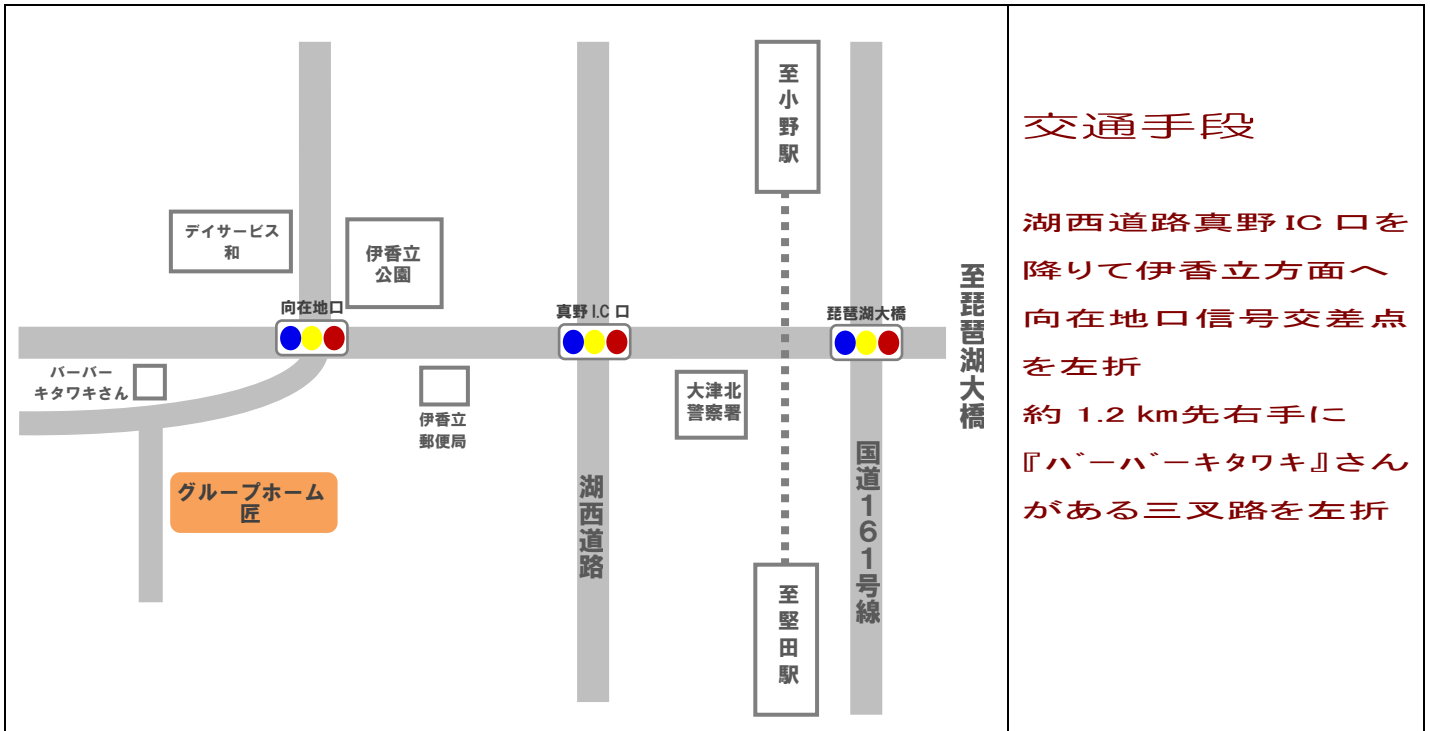 至小野駅
デイサービス
和
伊香立
公園
向在地口
真野 I.C 口
琵琶湖大橋
至琵琶湖大橋
バーバー
キタワキさん
伊香立
郵便局
大津北
警察署
グループホーム
匠
湖西道路
国道161号線
至堅田駅
交通手段
湖西道路真野 IC 口を
降りて伊香立方面へ
向在地口信号交差点
を左折
約 1.2 km先右手に
『ﾊﾞｰﾊﾞｰｷﾀﾜｷ』さん
がある三叉路を左折